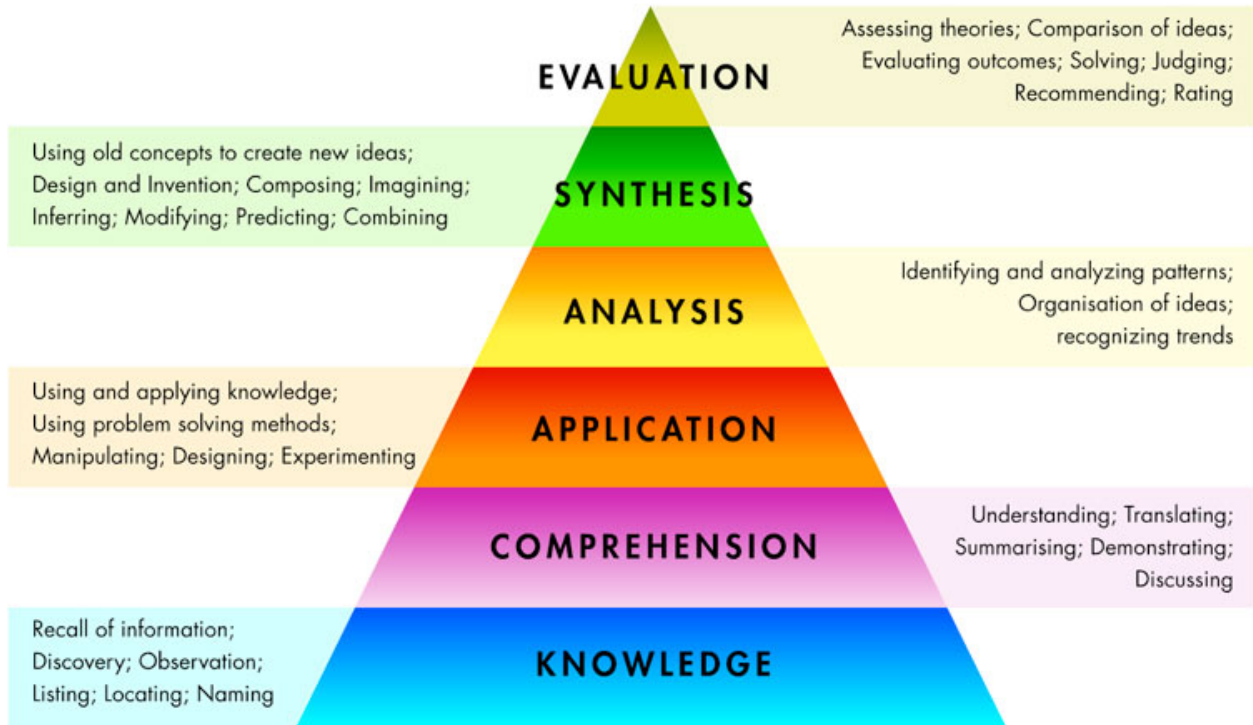 EVALUATION
Assessing theories; Comparison of ideas;
Evaluating outcomes; Solving; Judging;
Recommending; Rating
Using old concepts to create new ideas;
Design and Invention; Composing; Imagining;
Inferring; Modifying; Predicting; Combining
SYNTHESIS
ANALYSIS
Identifying and analyzing patterns;
Organisation of ideas;
recognizing trends
Using and applying knowledge;
Using problem solving methods;
Manipulating; Designing; Experimenting
APPLICATION
COMPREHENSION
Understanding; Translating;
Summarising; Demonstrating;
Discussing
Recall of information;
Discovery; Observation;
Listing; Locating; Naming
KNOWLEDGE